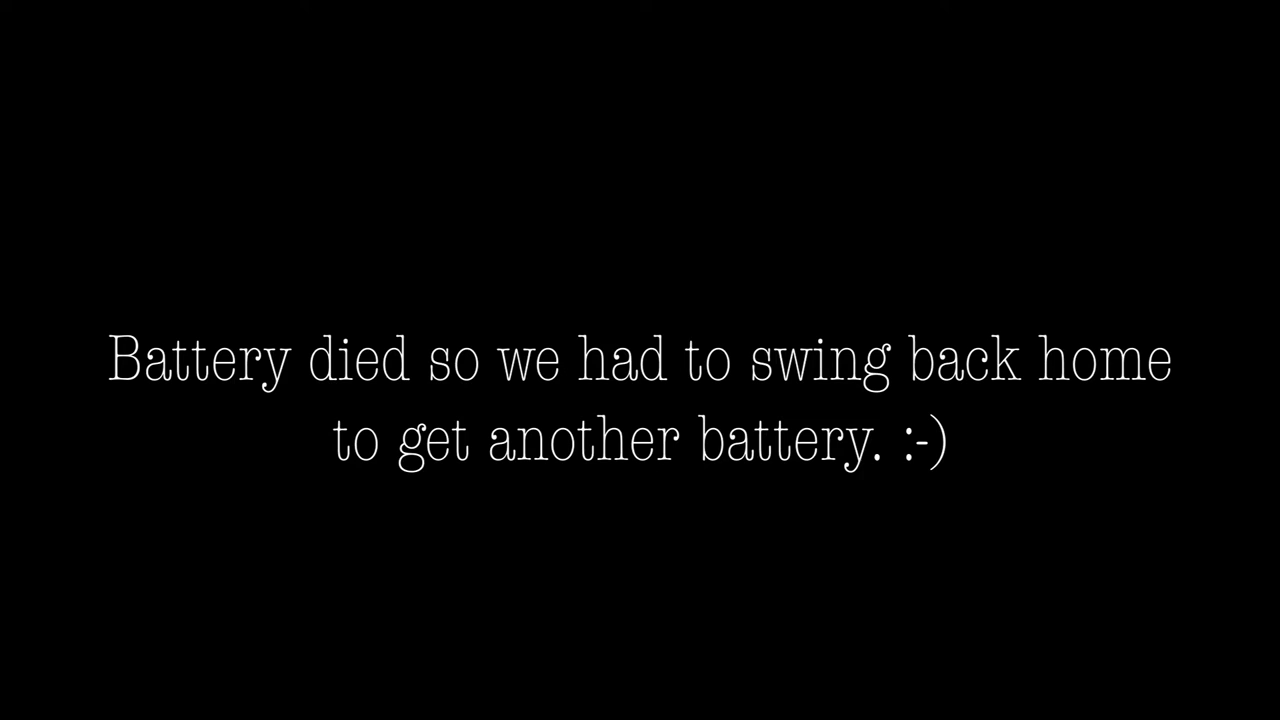 Battery died so we had to swing back home
to get another battery. :-)